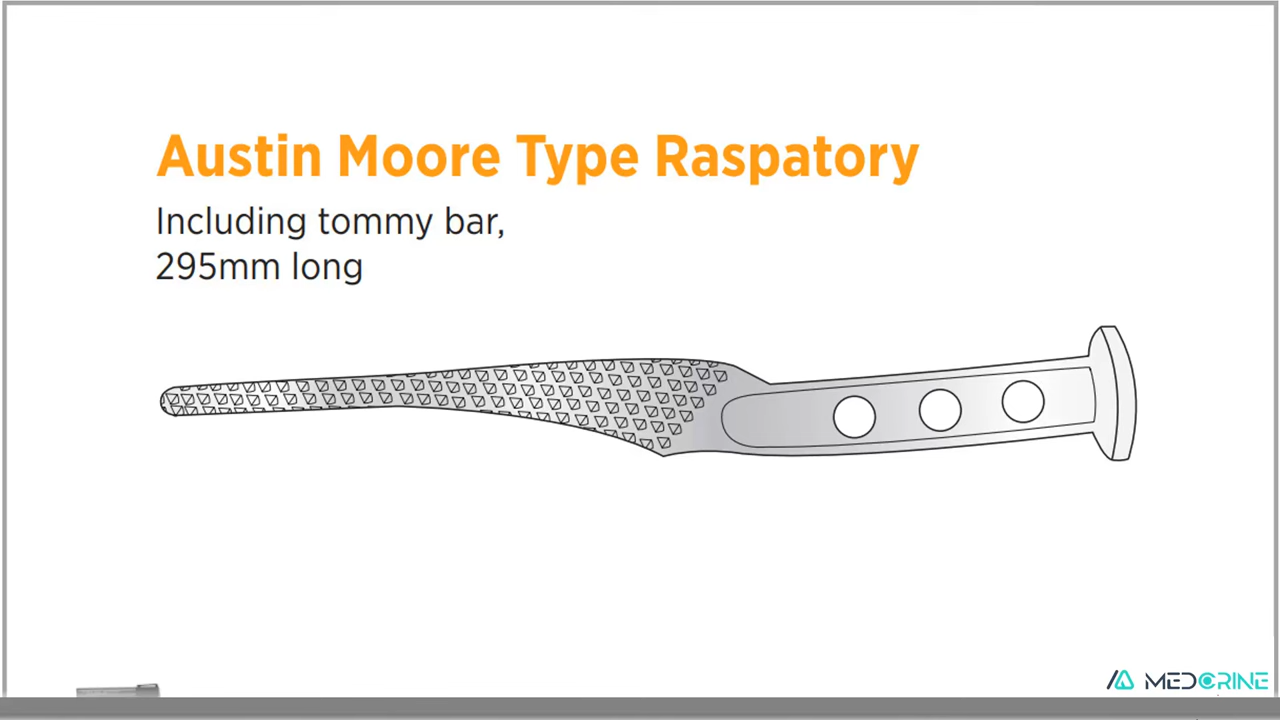 Austin Moore Type Raspatory
Including tommy bar,
295mm long
MEDCRINE